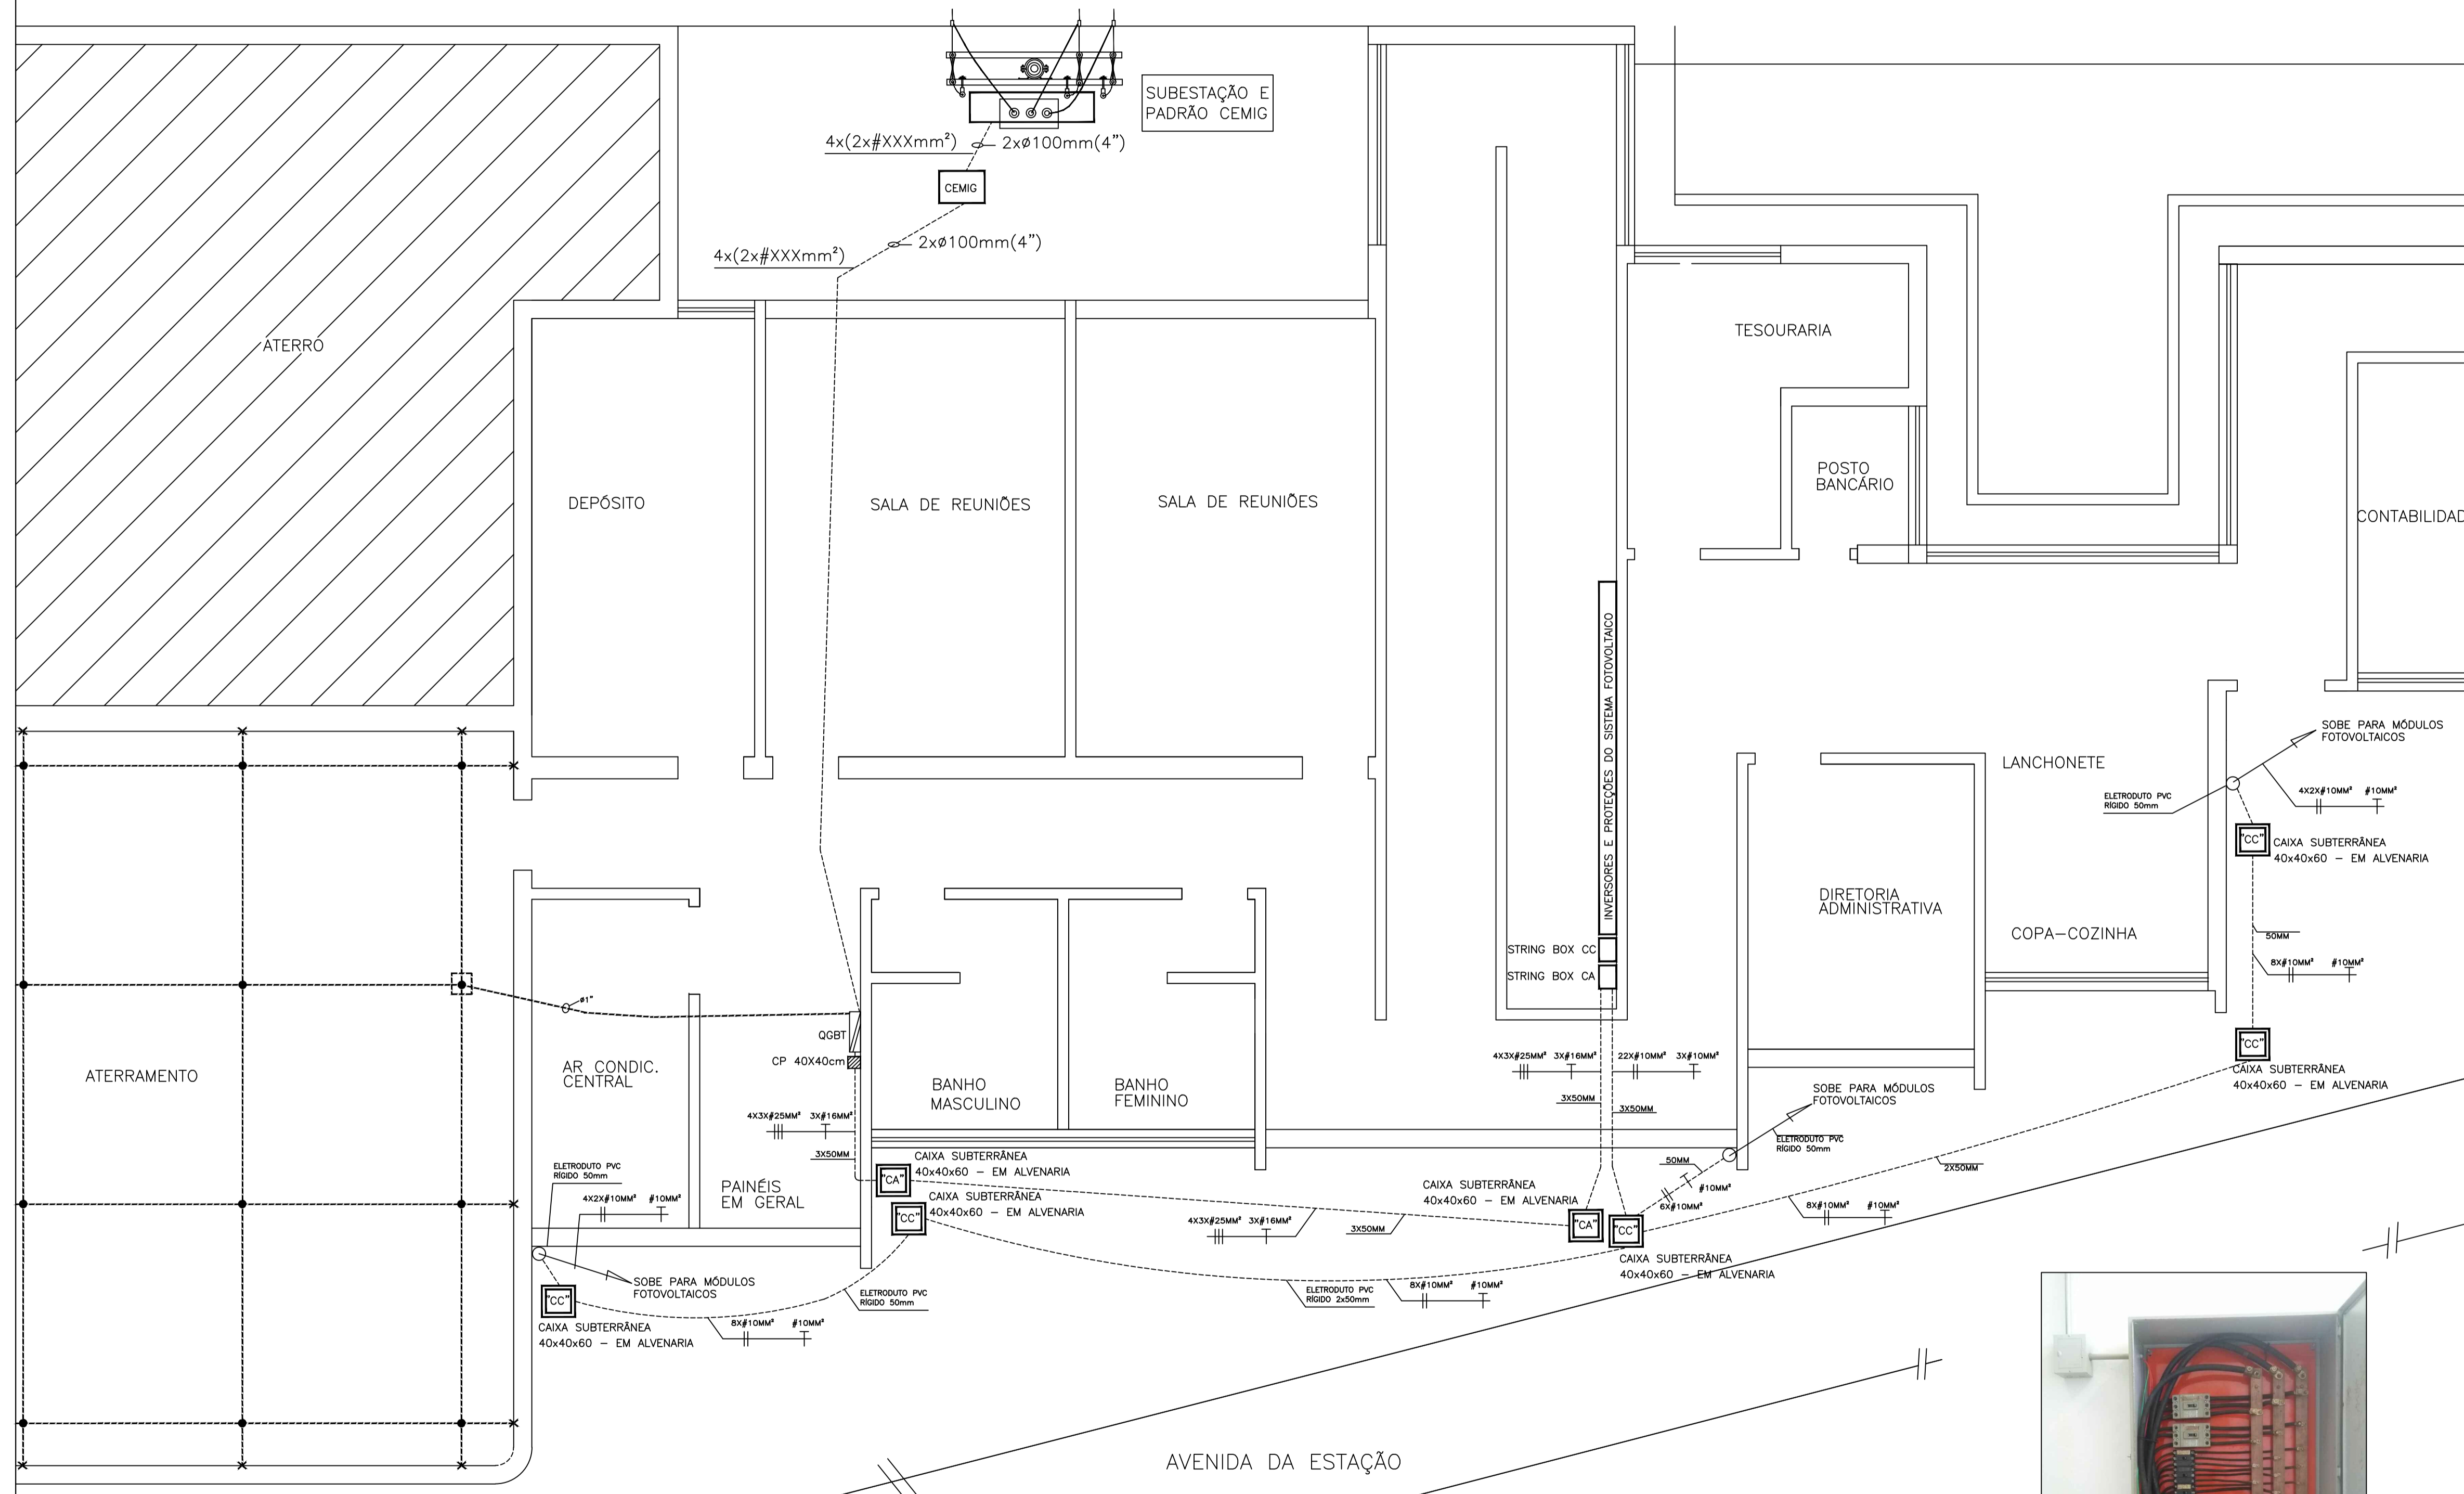 SUBESTAÇÃO E
PADRÃO CEMIG
4x(2x#XXXmm²)
2xø100mm(4")
CEMIG
2xø100mm(4")
4x(2x#XXXmm²)
ATERRO
TESOURARIA
POSTO
BANCÁRIO
DEPÓSITO
SALA DE REUNIÕES
SALA DE REUNIÕES
CONTABILIDAD
INVERSORES E PROTEÇÕES DO SISTEMA FOTOVOLTAICO
SOBE PARA MÓDULOS
FOTOVOLTAICOS
LANCHONETE
4X2X#10MM² #10MM²
ELETRODUTO PVC
RÍGIDO 50mm
"CC"
CAIXA SUBTERRÂNEA
40x40x60 – EM ALVENARIA
DIRETORIA
ADMINISTRATIVA
COPA–COZINHA
50MM
8X#10MM² #10MM²
STRING BOX CC
STRING BOX CA
ø1"
QGBT
CP 40X40cm
"CC"
CAIXA SUBTERRÂNEA
40x40x60 – EM ALVENARIA
ATERRAMENTO
AR CONDIC.
CENTRAL
BANHO
MASCULINO
BANHO
FEMININO
4X3X#25MM² 3X#16MM²
22X#10MM² 3X#10MM²
3X50MM
3X50MM
SOBE PARA MÓDULOS
FOTOVOLTAICOS
ELETRODUTO PVC
RÍGIDO 50mm
4X3X#25MM² 3X#16MM²
3X50MM
CAIXA SUBTERRÂNEA
40x40x60 – EM ALVENARIA
"CA"
CAIXA SUBTERRÂNEA
40x40x60 – EM ALVENARIA
"CC"
50MM
#10MM²
6X#10MM²
2X50MM
8X#10MM² #10MM²
ELETRODUTO PVC
RÍGIDO 50mm
4X2X#10MM² #10MM²
PAINÉIS
EM GERAL
CAIXA SUBTERRÂNEA
40x40x60 – EM ALVENARIA
"CA"
"CC"
4X3X#25MM² 3X#16MM²
3X50MM
CAIXA SUBTERRÂNEA
40x40x60 – EM ALVENARIA
SOBE PARA MÓDULOS
FOTOVOLTAICOS
"CC"
ELETRODUTO PVC
RÍGIDO 50mm
ELETRODUTO PVC
RÍGIDO 2x50mm
8X#10MM² #10MM²
8X#10MM² #10MM²
CAIXA SUBTERRÂNEA
40x40x60 – EM ALVENARIA
AVENIDA DA ESTAÇÃO